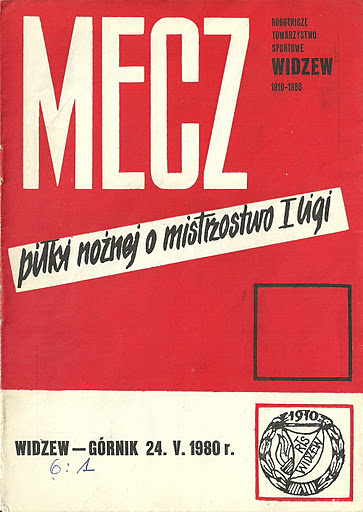 MECZ
ROBOTNICZE
TOWARZYSTWO
SPORTOWE
WIDZEW
1910-1980
piłki nożnej o mistrzostwo I ligi
1910
RTS
WIDZEW
WIDZEW — GÓRNIK 24. V. 1980 r.
6:1